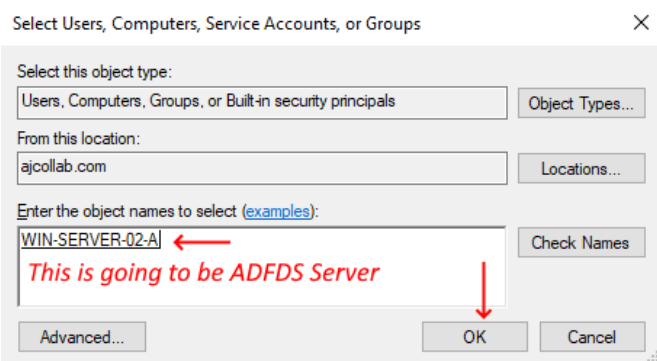 Select Users, Computers, Service Accounts, or Groups
Select this object type:
Users, Computers, Groups, or Built-in security principals
Object Types...
From this location:
ajcollab.com
Locations...
Enter the object names to select (examples):
WIN-SERVER-02-A
Check Names
This is going to be ADFDS Server
Advanced...
OK
Cancel